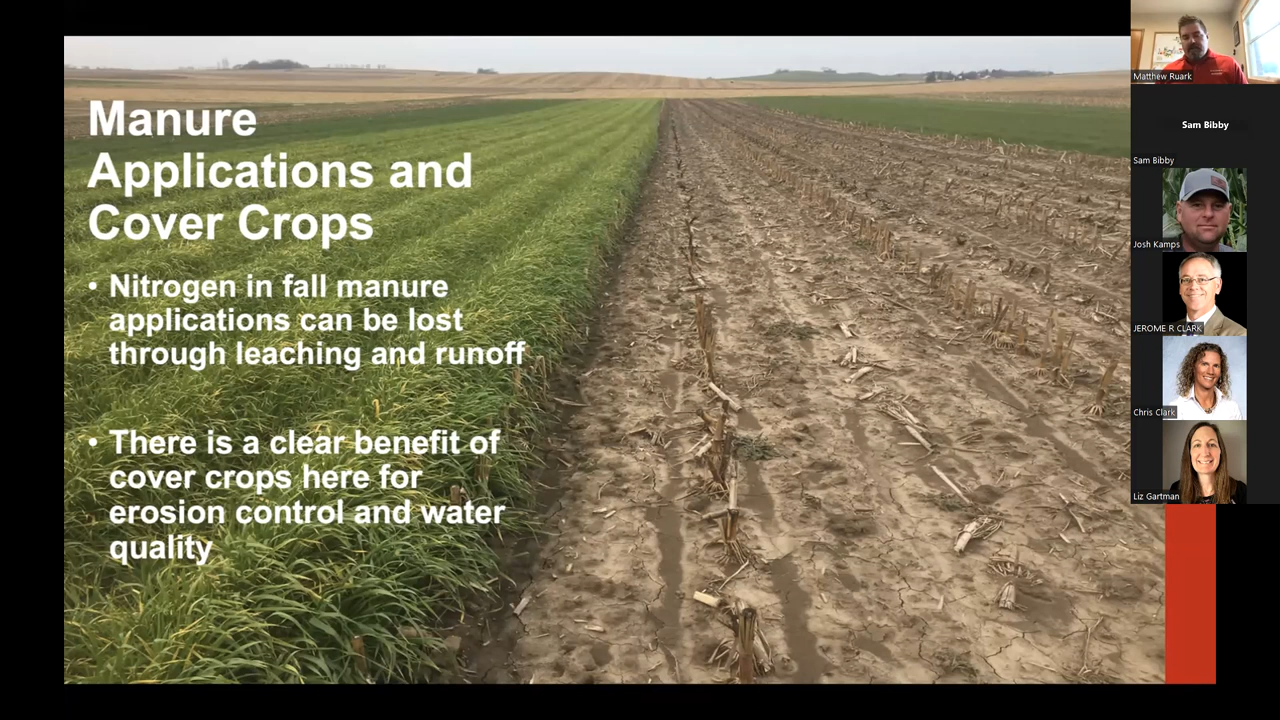 Manure
Applications and
Cover Crops
• Nitrogen in fall manure
applications can be lost
through leaching and runoff
• There is a clear benefit of
cover crops here for
erosion control and water
quality
Matthew Ruark
Sam Bibby
Sam Bibby
Josh Kamps
JEROME R CLARK
Chris Clark
Liz Gartman